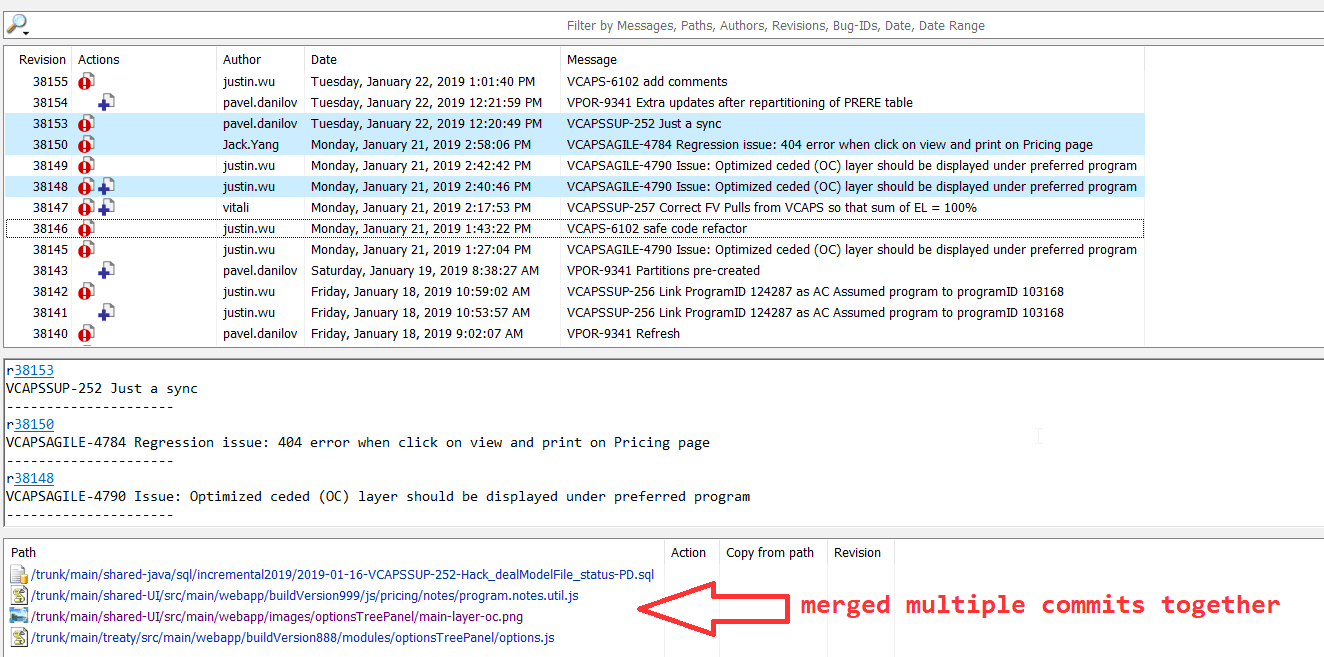 Filter by Messages, Paths, Authors, Revisions, Bug-IDs, Date, Date Range
Revision Actions Author Date Message
38155 justin.wu Tuesday, January 22, 2019 1:01:40 PM VCAPS-6102 add comments
38154 pavel.danilov Tuesday, January 22, 2019 12:21:59 PM VPOR-9341 Extra updates after repartitioning of PRERE table
38153 pavel.danilov Tuesday, January 22, 2019 12:20:49 PM VCAPSSUP-252 Just a sync
38150 Jack.Yang Monday, January 21, 2019 2:58:06 PM VCAPSAGILE-4784 Regression issue: 404 error when click on view and print on Pricing page
38149 justin.wu Monday, January 21, 2019 2:42:42 PM VCAPSAGILE-4790 Issue: Optimized ceded (OC) layer should be displayed under preferred program
38148 justin.wu Monday, January 21, 2019 2:40:46 PM VCAPSAGILE-4790 Issue: Optimized ceded (OC) layer should be displayed under preferred program
38147 vitali Monday, January 21, 2019 2:17:53 PM VCAPSSUP-257 Correct FV Pulls from VCAPS so that sum of EL = 100%
38146 justin.wu Monday, January 21, 2019 1:43:22 PM VCAPS-6102 safe code refactor
38145 justin.wu Monday, January 21, 2019 1:27:04 PM VCAPSAGILE-4790 Issue: Optimized ceded (OC) layer should be displayed under preferred program
38143 pavel.danilov Saturday, January 19, 2019 8:38:27 AM VPOR-9341 Partitions pre-created
38142 justin.wu Friday, January 18, 2019 10:59:02 AM VCAPSSUP-256 Link ProgramID 124287 as AC Assumed program to programID 103168
38141 justin.wu Friday, January 18, 2019 10:53:57 AM VCAPSSUP-256 Link ProgramID 124287 as AC Assumed program to programID 103168
38140 pavel.danilov Friday, January 18, 2019 9:02:07 AM VPOR-9341 Refresh
r38153
VCAPSSUP-252 Just a sync
---------------------
r38150
VCAPSAGILE-4784 Regression issue: 404 error when click on view and print on Pricing page
---------------------
r38148
VCAPSAGILE-4790 Issue: Optimized ceded (OC) layer should be displayed under preferred program
---------------------
Path Action Copy from path Revision
/trunk/main/shared-java/sql/incremental2019/2019-01-16-VCAPSSUP-252-Hack_dealModelFile_status-PD.sql
/trunk/main/shared-UI/src/main/webapp/buildVersion999/js/pricing/notes/program.notes.util.js
/trunk/main/shared-UI/src/main/webapp/images/optionsTreePanel/main-layer-oc.png
/trunk/main/treaty/src/main/webapp/buildVersion888/modules/optionsTreePanel/options.js
merged multiple commits together